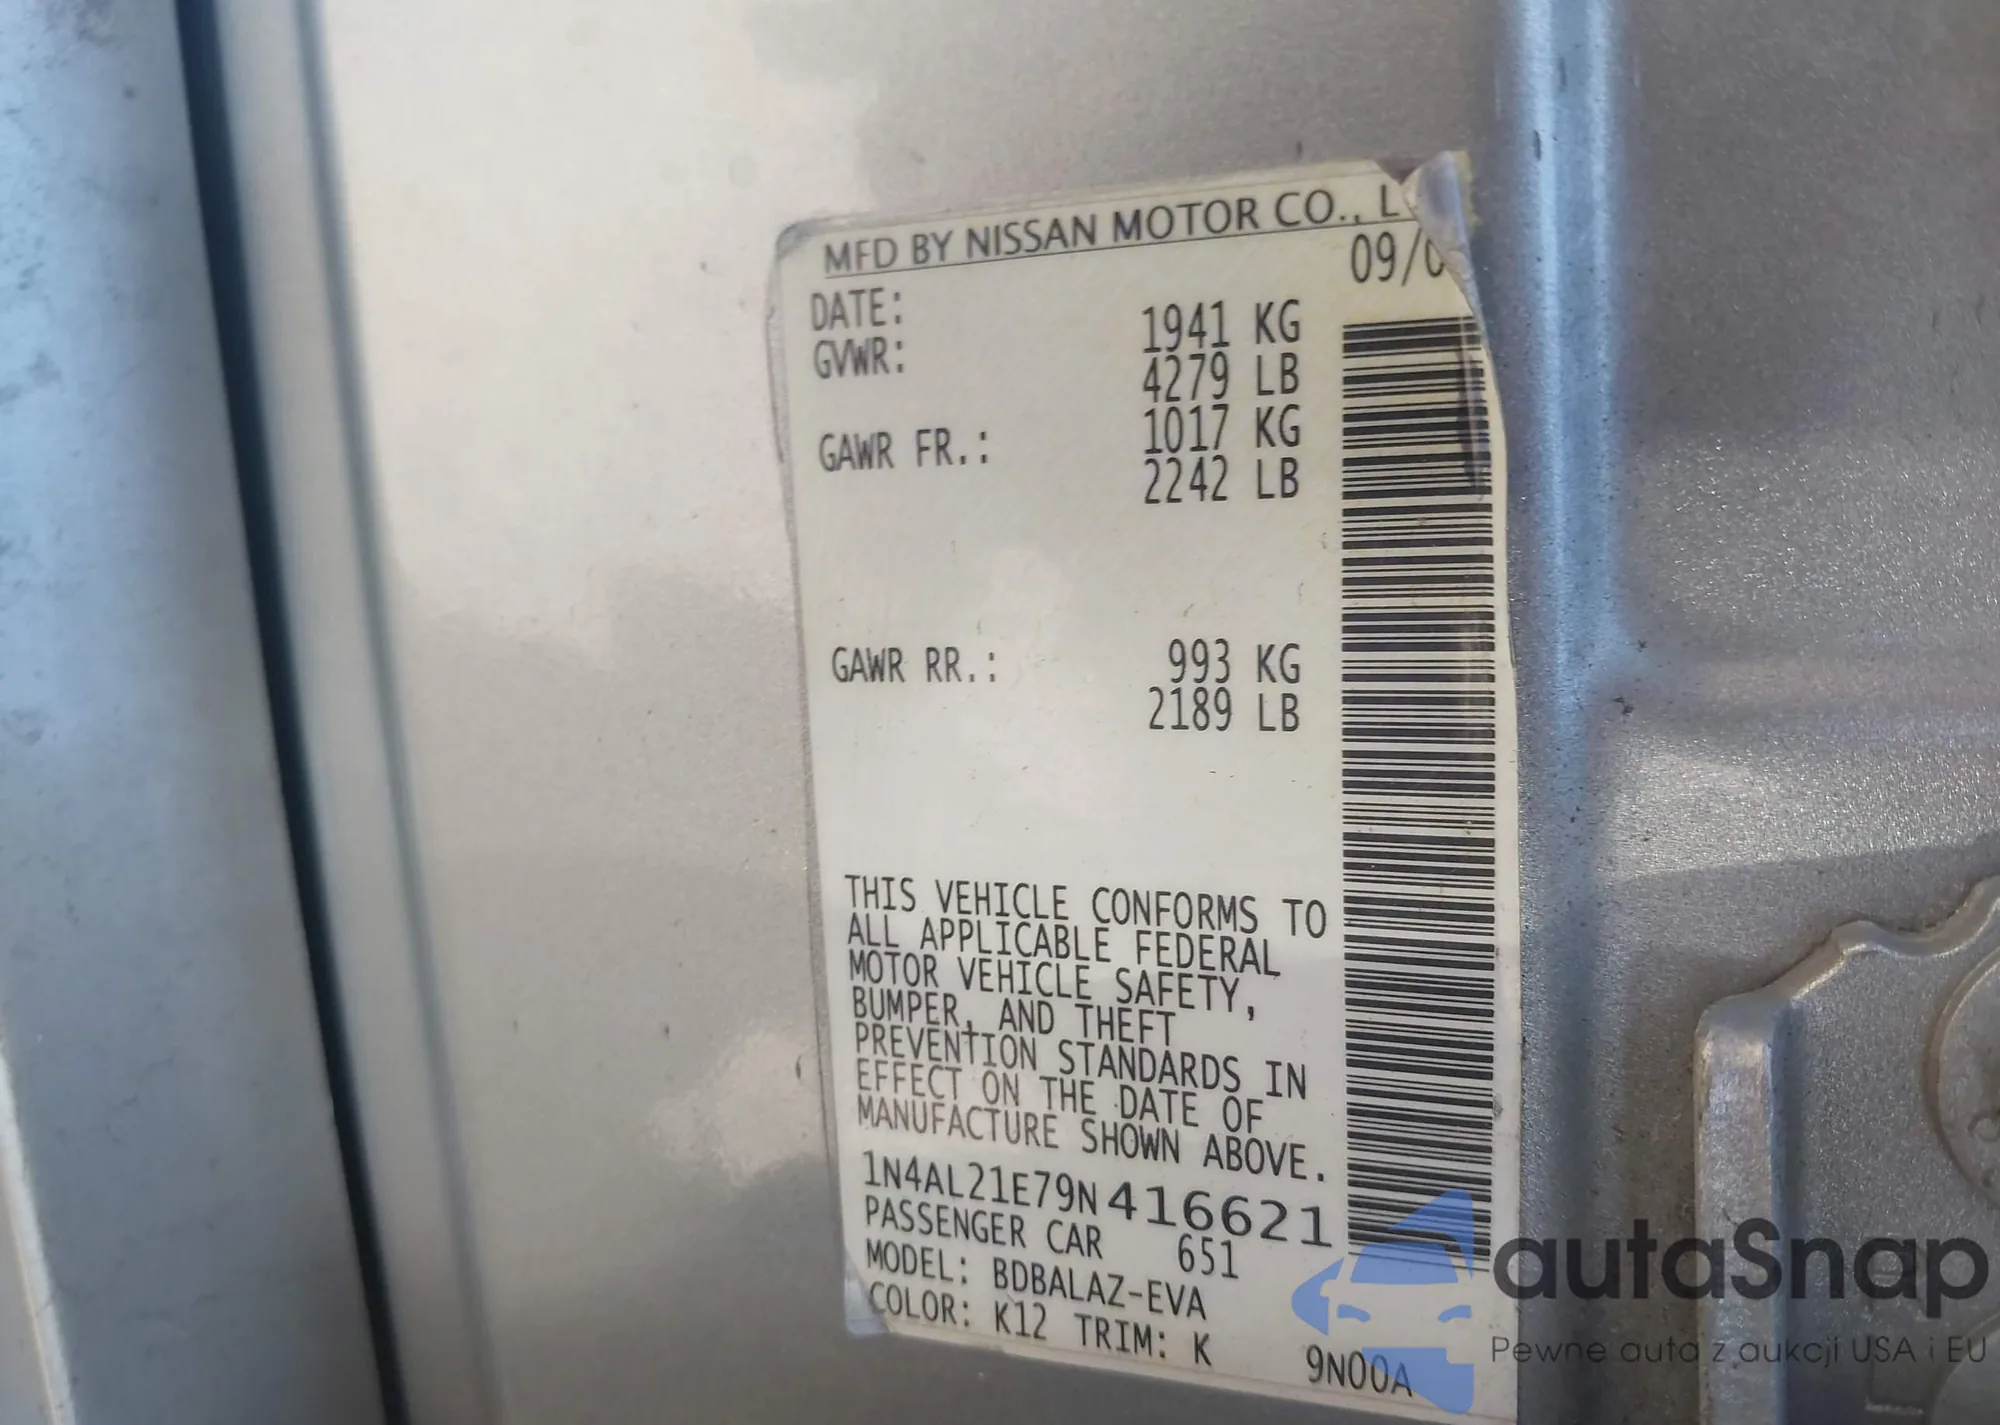 MFD BY NISSAN MOTOR CO., L
DATE: 09/0
GVWR: 1941 KG
4279 LB
GAWR FR.: 1017 KG
2242 LB
GAWR RR.: 993 KG
2189 LB
THIS VEHICLE CONFORMS TO
ALL APPLICABLE FEDERAL
MOTOR VEHICLE SAFETY,
BUMPER, AND THEFT
PREVENTION STANDARDS IN
EFFECT ON THE DATE OF
MANUFACTURE SHOWN ABOVE.
1N4AL21E79N416621
PASSENGER CAR 651
MODEL: BDBALAZ-EVA
COLOR: K12 TRIM: K 9N00A
autaSnap
Pewne auta z aukcji USA i EU